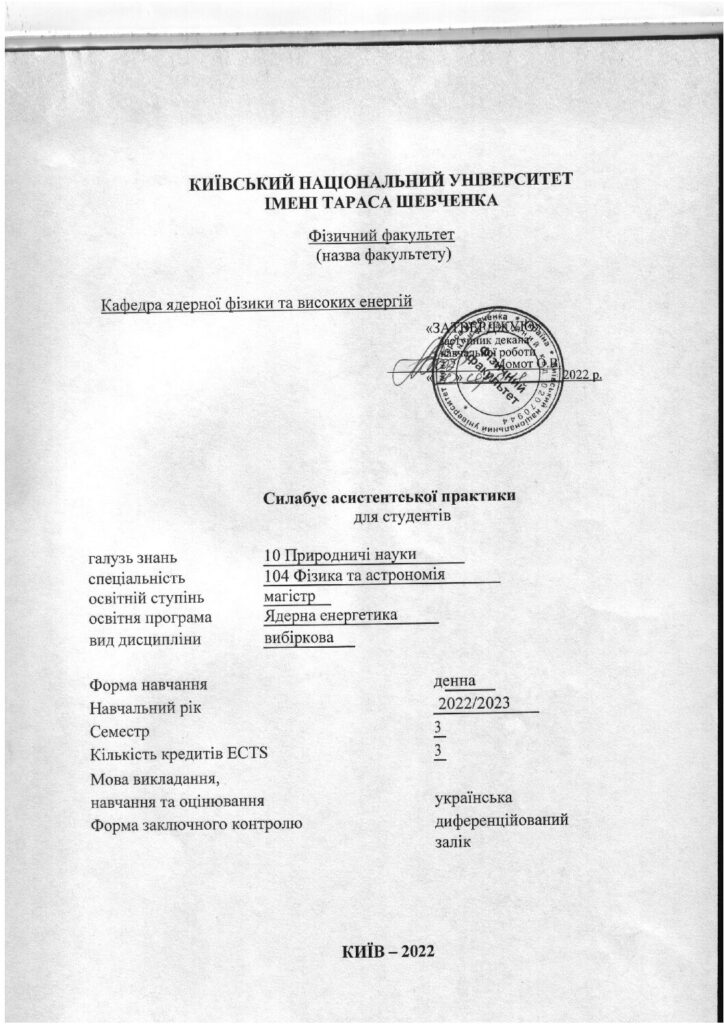 КИЇВСЬКИЙ НАЦІОНАЛЬНИЙ УНІВЕРСИТЕТ
ІМЕНІ ТАРАСА ШЕВЧЕНКА
Фізичний факультет
(назва факультету)
Кафедра ядерної фізики та високих енергій
«ЗАТВЕРДЖУЮ»
Заступник декана
навчальної роботи
Момот О.В.
2022 р.
Фізичний
факультет
02070944
Силабус асистентської практики
для студентів
галузь знань 10 Природничі науки
спеціальність 104 Фізика та астрономія
освітній ступінь магістр
освітня програма Ядерна енергетика
вид дисципліни вибіркова
Форма навчання денна
Навчальний рік 2022/2023
Семестр 3
Кількість кредитів ECTS 3
Мова викладання,
навчання та оцінювання українська
Форма заключного контролю диференційований
залік
КИЇВ – 2022